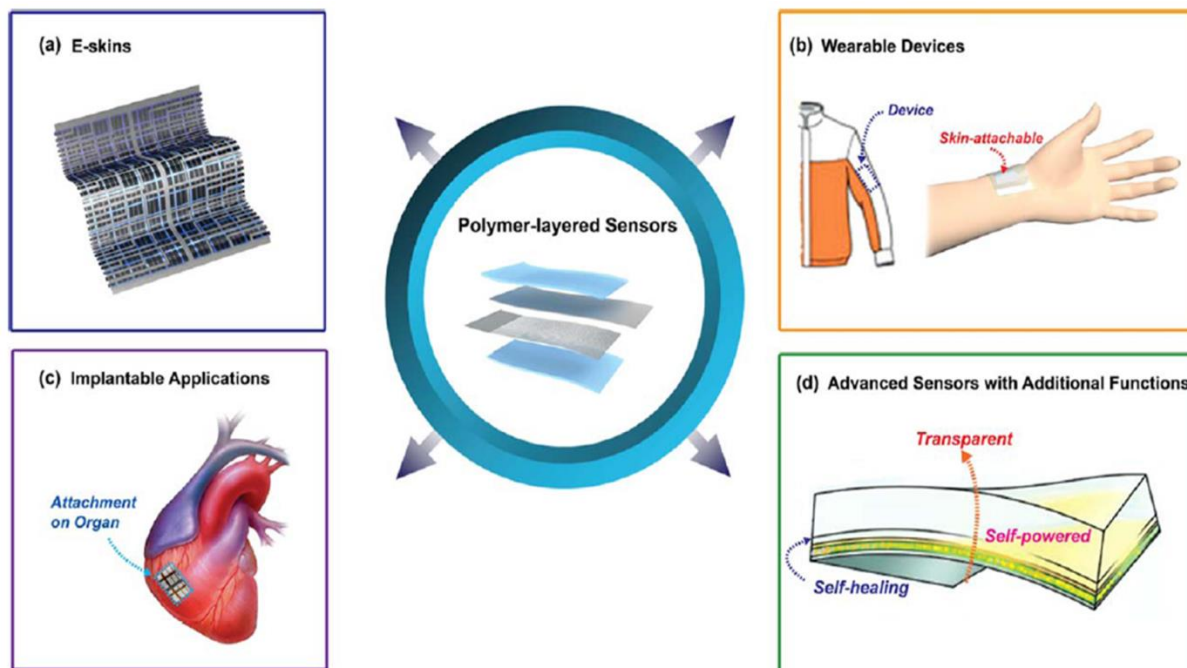 (a) E-skins
(b) Wearable Devices
Device
Skin-attachable
Polymer-layered Sensors
(c) Implantable Applications
Attachment
on Organ
(d) Advanced Sensors with Additional Functions
Transparent
Self-powered
Self-healing